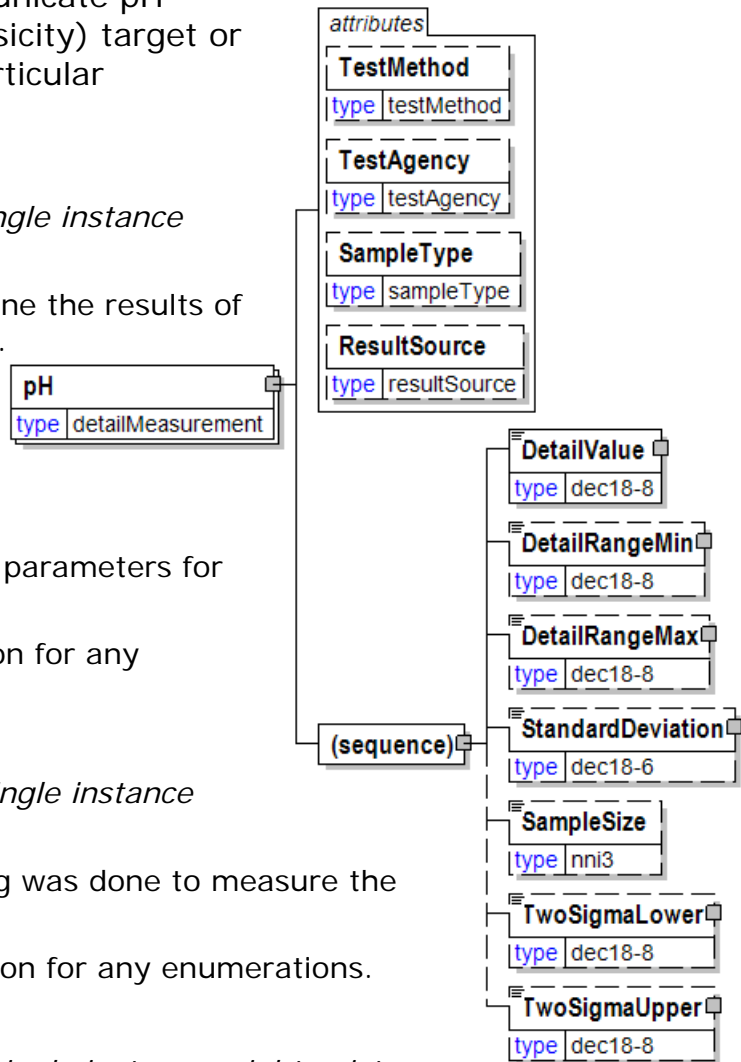 unicate pH
sicity) target or
rticular
ngle instance
ne the results of
.
parameters for
on for any
ingle instance
g was done to measure the
on for any enumerations.
attributes
TestMethod
type testMethod
TestAgency
type testAgency
SampleType
type sampleType
ResultSource
type resultSource
pH
type detailMeasurement
(sequence)
DetailValue
type dec18-8
DetailRangeMin
type dec18-8
DetailRangeMax
type dec18-8
StandardDeviation
type dec18-6
SampleSize
type nni3
TwoSigmaLower
type dec18-8
TwoSigmaUpper
type dec18-8